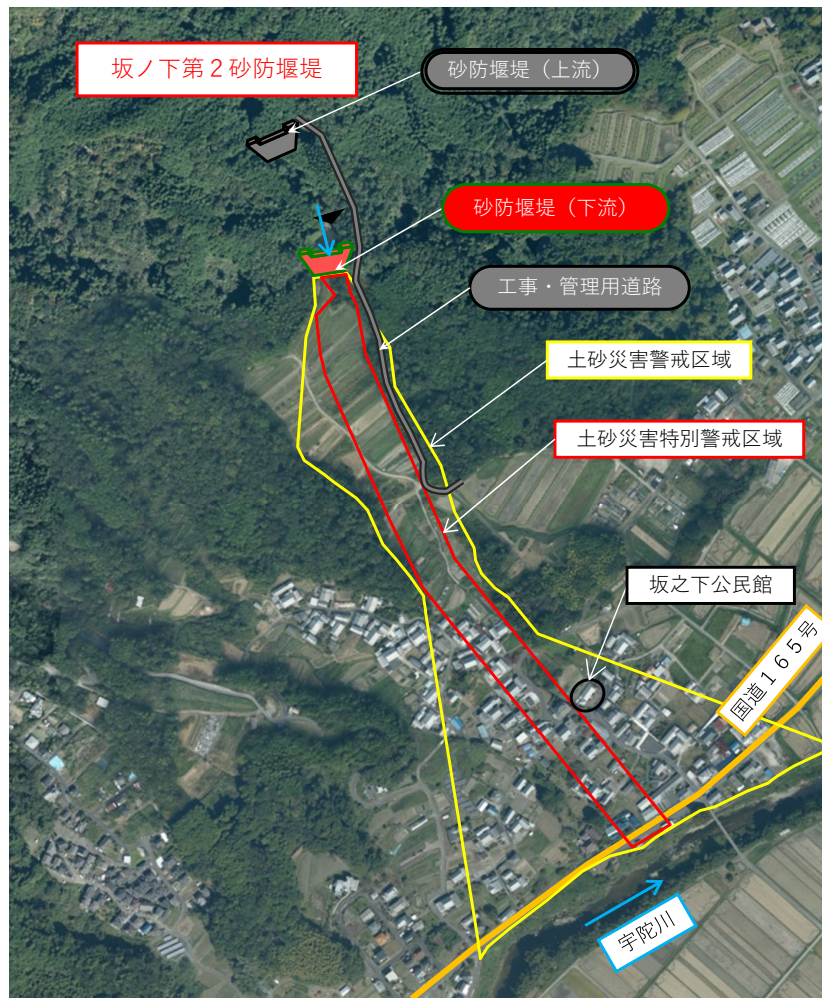 坂ノ下第２砂防堰堤
砂防堰堤（上流）
砂防堰堤（下流）
工事・管理用道路
土砂災害警戒区域
土砂災害特別警戒区域
坂之下公民館
国道１６５号
宇陀川